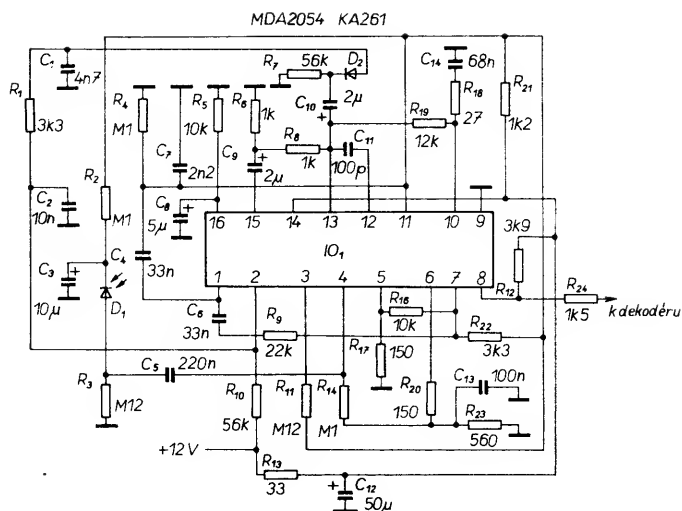 MDA2054 KA261
C₁ 4n7
R₁ 3k3
C₂ 10n
R₂ M1
C₃ + 10µ
C₄ 33n
D₁
R₃ M12
R₄ M1
C₇ 2n2
R₅ 10k
R₆ 1k
C₉ + 2µ
C₈ + 5µ
R₇ 56k
D₂
C₁₀ 2µ +
R₈ 1k
C₁₁ 100p
C₁₄ 68n
R₁₈ 27
R₁₉ 12k
R₂₁ 1k2
16 15 14 13 12 11 10 9
IO₁
1 2 3 4 5 6 7 8
3k9
R₁₂
R₂₄ 1k5
k dekodéru
C₆ 33n
R₉ 22k
R₁₆ 10k
R₁₇ 150
R₂₂ 3k3
C₅ 220n
R₁₀ 56k
R₁₁ M12
R₁₄ M1
R₂₀ 150
C₁₃ 100n
R₂₃ 560
+12V
R₁₃ 33
+ C₁₂ 50µ